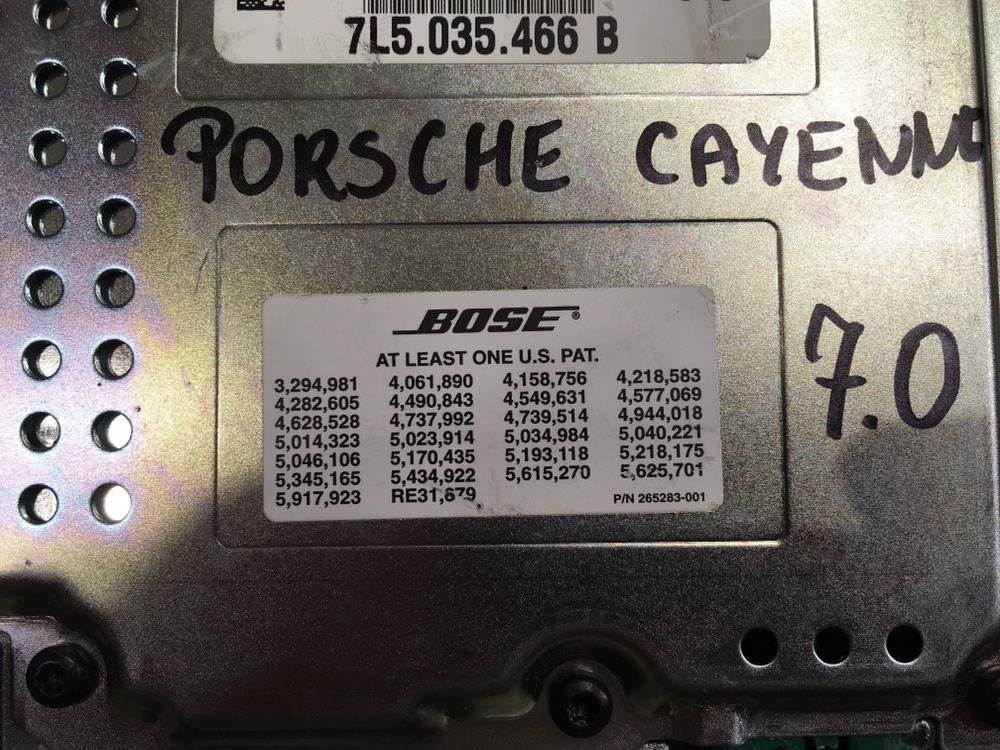 7L5.035.466 B
PORSCHE CAYENNE
BOSE®
AT LEAST ONE U.S. PAT.
3,294,981 4,061,890 4,158,756 4,218,583
4,282,605 4,490,843 4,549,631 4,577,069
4,628,528 4,737,992 4,739,514 4,944,018
5,014,323 5,023,914 5,034,984 5,040,221
5,046,106 5,170,435 5,193,118 5,218,175
5,345,165 5,434,922 5,615,270 5,625,701
5,917,923 RE31,679 P/N 265283-001
7.0